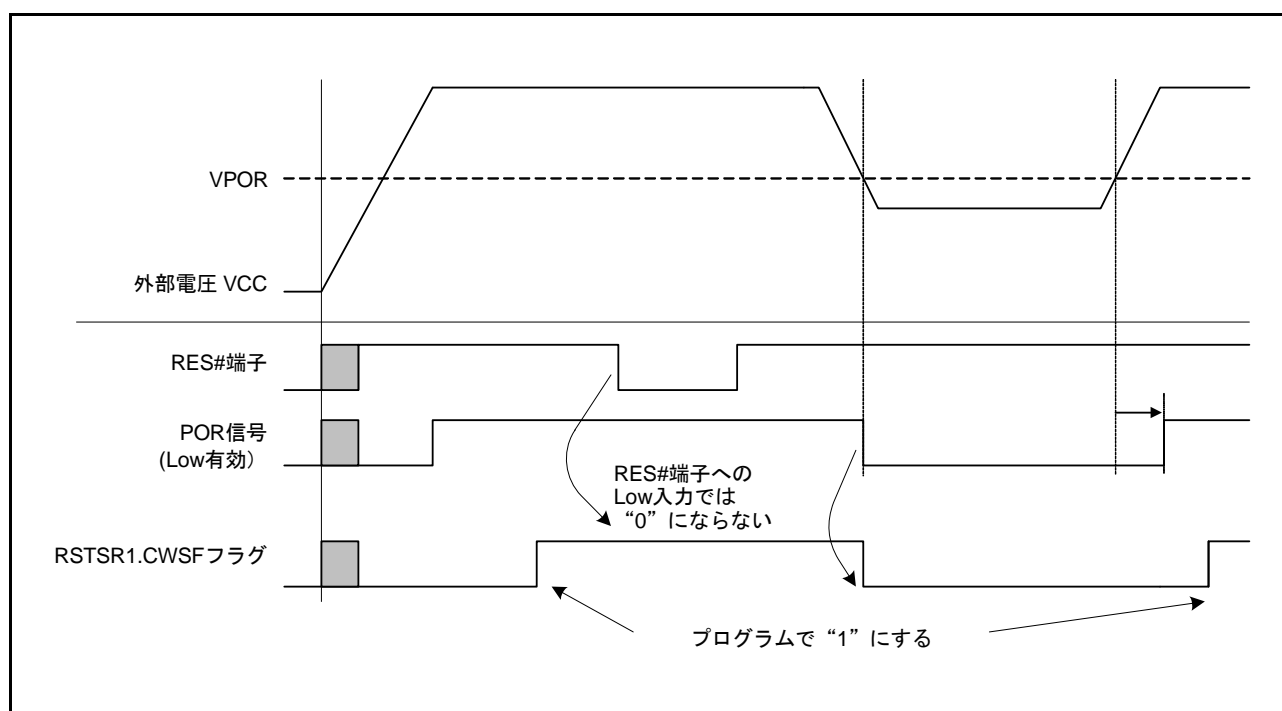 VPOR
外部電圧 VCC
RES#端子
POR信号
(Low有効）
RES#端子への
Low入力では
“0”にならない
RSTSR1.CWSFフラグ
プログラムで“1”にする